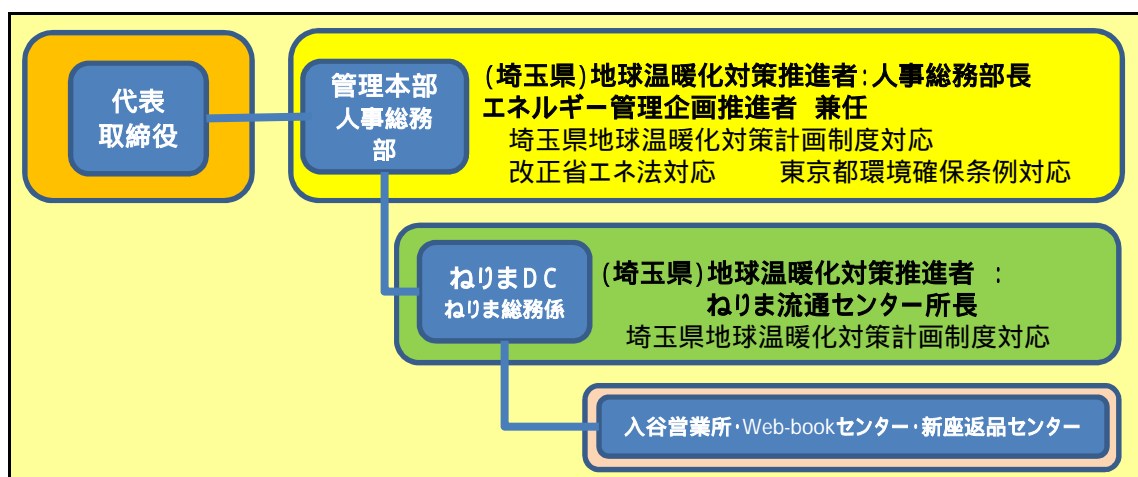 代表
取締役
管理本部
人事総務
部
(埼玉県)地球温暖化対策推進者:人事総務部長
エネルギー管理企画推進者 兼任
埼玉県地球温暖化対策計画制度対応
改正省エネ法対応 東京都環境確保条例対応
ねりまDC
ねりま総務係
(埼玉県)地球温暖化対策推進者 :
ねりま流通センター所長
埼玉県地球温暖化対策計画制度対応
入谷営業所・Web-bookセンター・新座返品センター